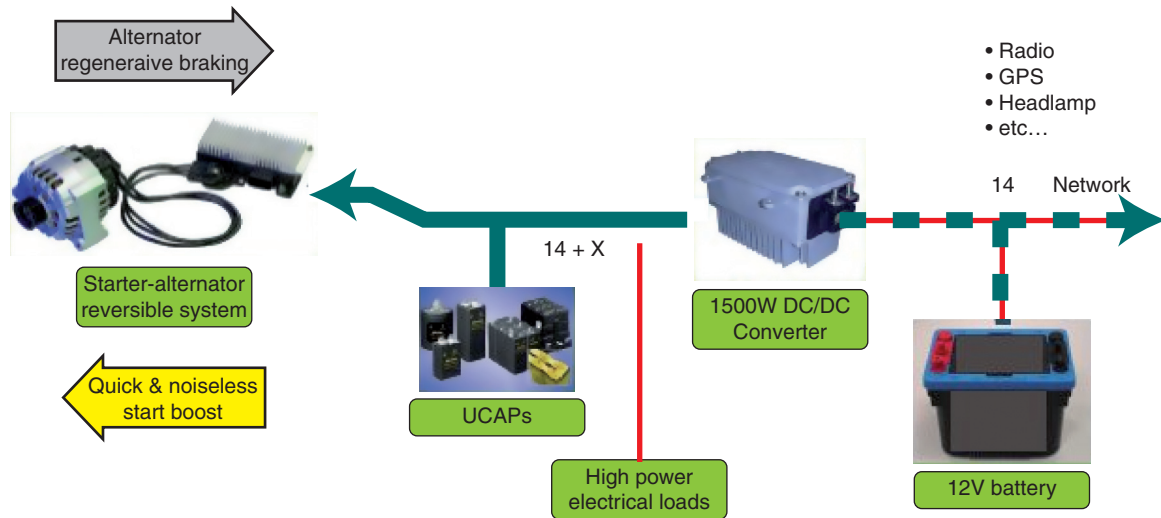 Alternator
regeneraive braking
• Radio
• GPS
• Headlamp
• etc...
14 Network
14 + X
Starter-alternator
reversible system
1500W DC/DC
Converter
Quick & noiseless
start boost
UCAPs
High power
electrical loads
12V battery